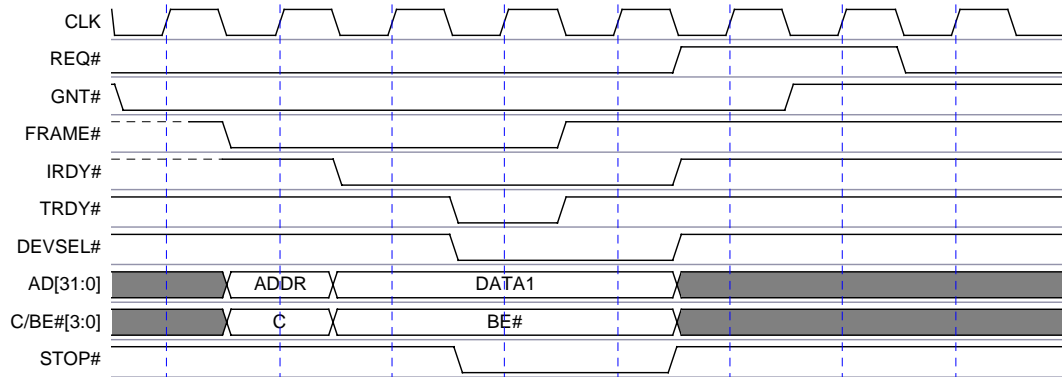 CLK
REQ#
GNT#
FRAME#
IRDY#
TRDY#
DEVSEL#
AD[31:0] ADDR DATA1
C/BE#[3:0] C BE#
STOP#